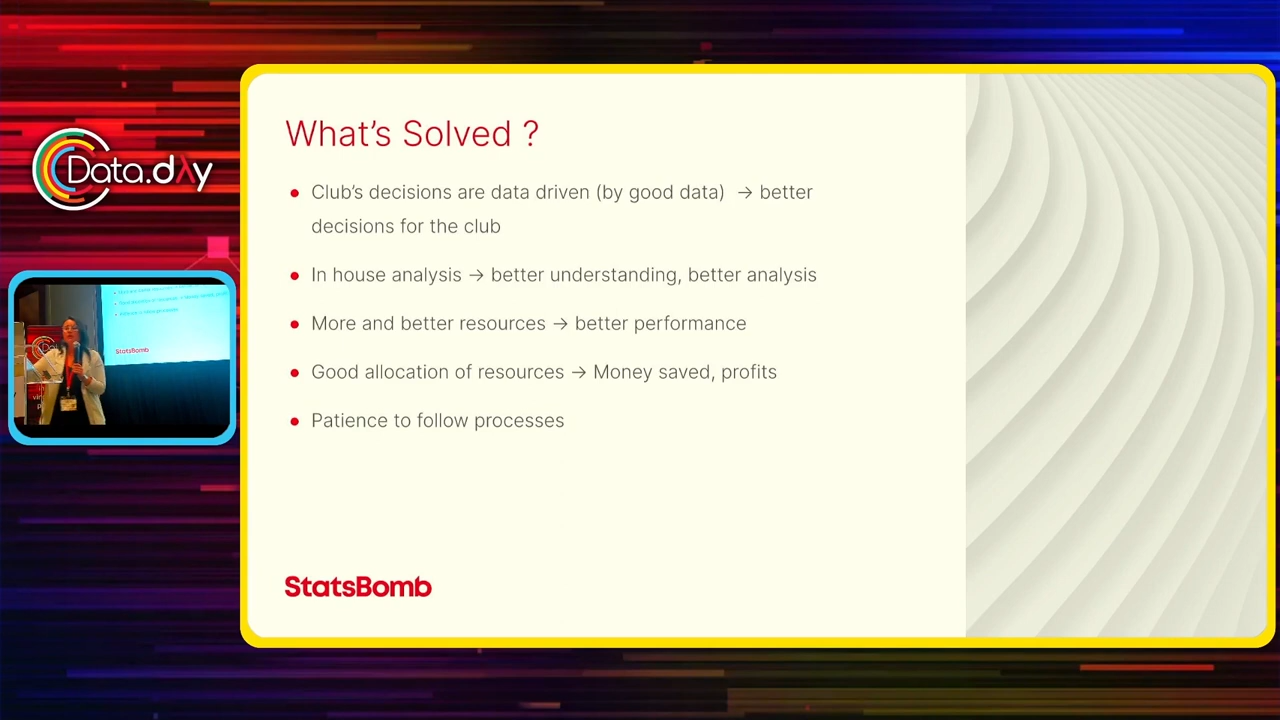 Data.dAy
What's Solved ?
• Club's decisions are data driven (by good data) → better
decisions for the club
• In house analysis → better understanding, better analysis
• More and better resources → better performance
• Good allocation of resources → Money saved, profits
• Patience to follow processes
StatsBomb
StatsBomb